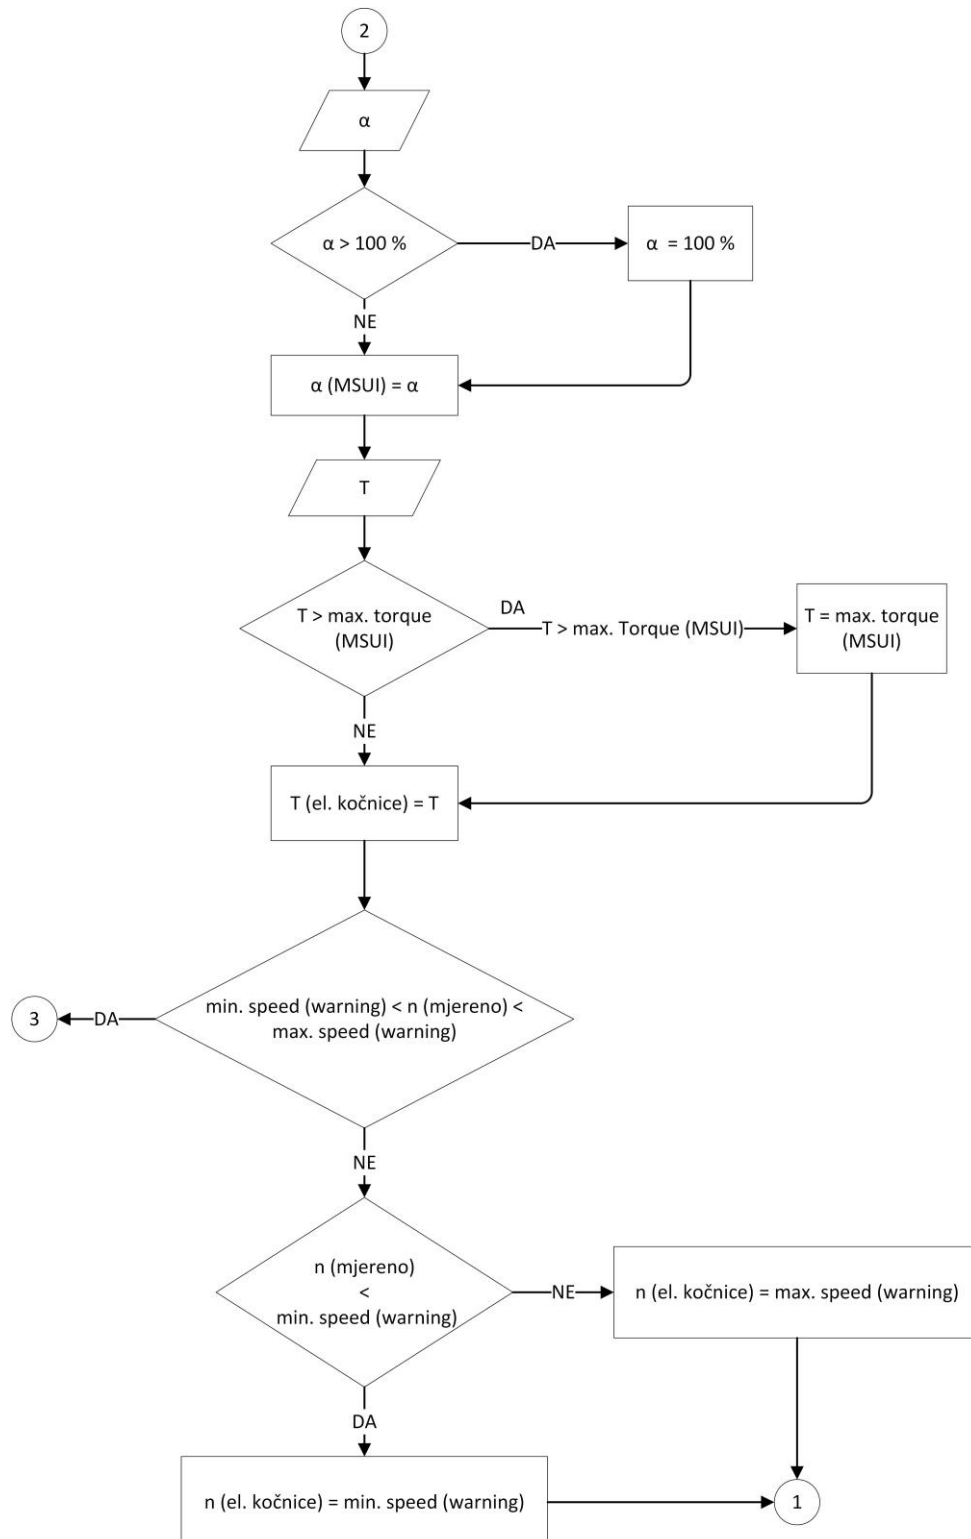 2
α
α > 100 %
DA
α  = 100 %
NE
α (MSUI) = α
T
T > max. torque
(MSUI)
DA
T > max. Torque (MSUI)
T = max. torque
(MSUI)
NE
T (el. kočnice) = T
min. speed (warning) < n (mjereno) <
max. speed (warning)
DA
3
NE
n (mjereno)
<
min. speed (warning)
NE
n (el. kočnice) = max. speed (warning)
DA
n (el. kočnice) = min. speed (warning)
1